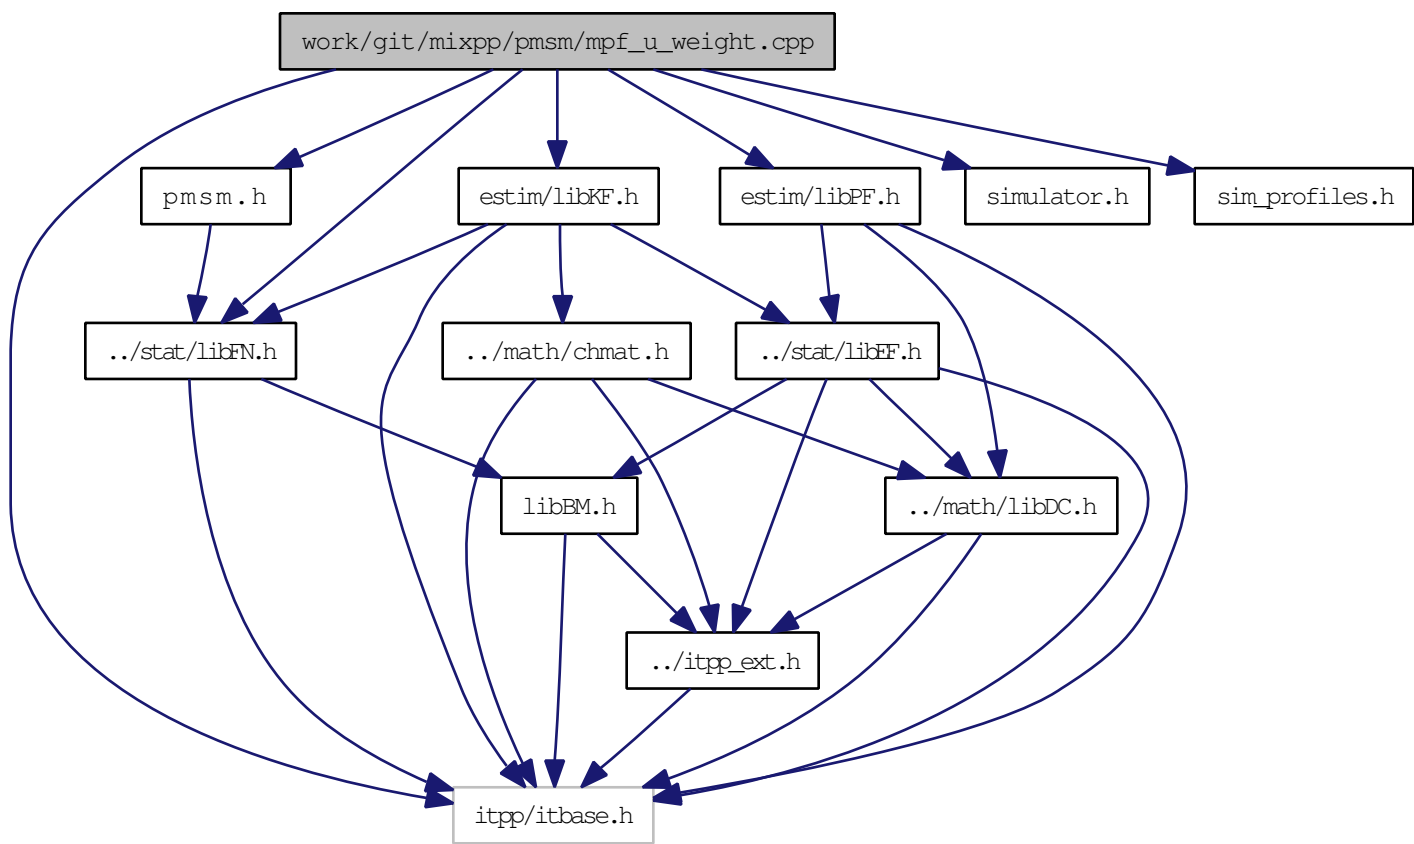 work/git/mixpp/pmsm/mpf_u_weight.cpp
pmsm.h
estim/libKF.h
estim/libPF.h
simulator.h
sim_profiles.h
../stat/libFN.h
../math/chmat.h
../stat/libEF.h
libBM.h
../math/libDC.h
../itpp_ext.h
itpp/itbase.h